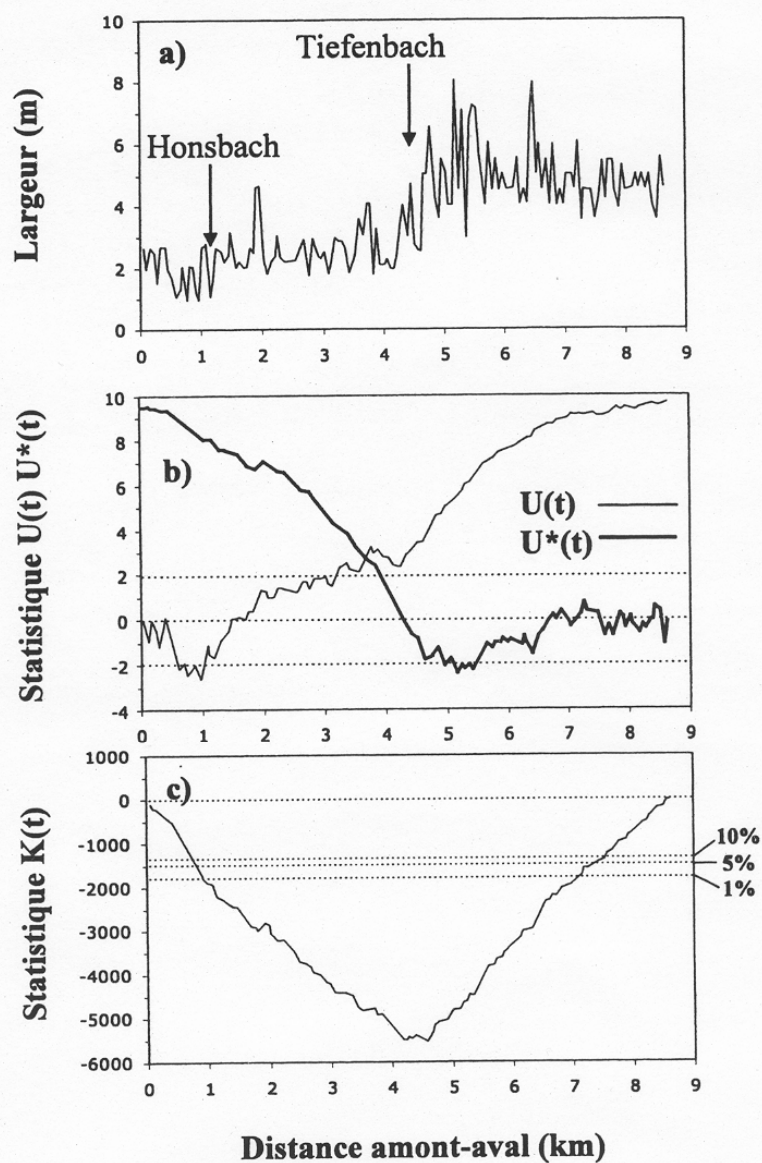 a)
Tiefenbach
Honsbach
Largeur (m)
10
8
6
4
2
0
0 1 2 3 4 5 6 7 8 9
b)
Statistique U(t) U*(t)
U(t)
U*(t)
10
8
6
4
2
0
-2
-4
0 1 2 3 4 5 6 7 8 9
c)
Statistique K(t)
1000
0
-1000
-2000
-3000
-4000
-5000
-6000
10%
5%
1%
0 1 2 3 4 5 6 7 8 9
Distance amont-aval (km)